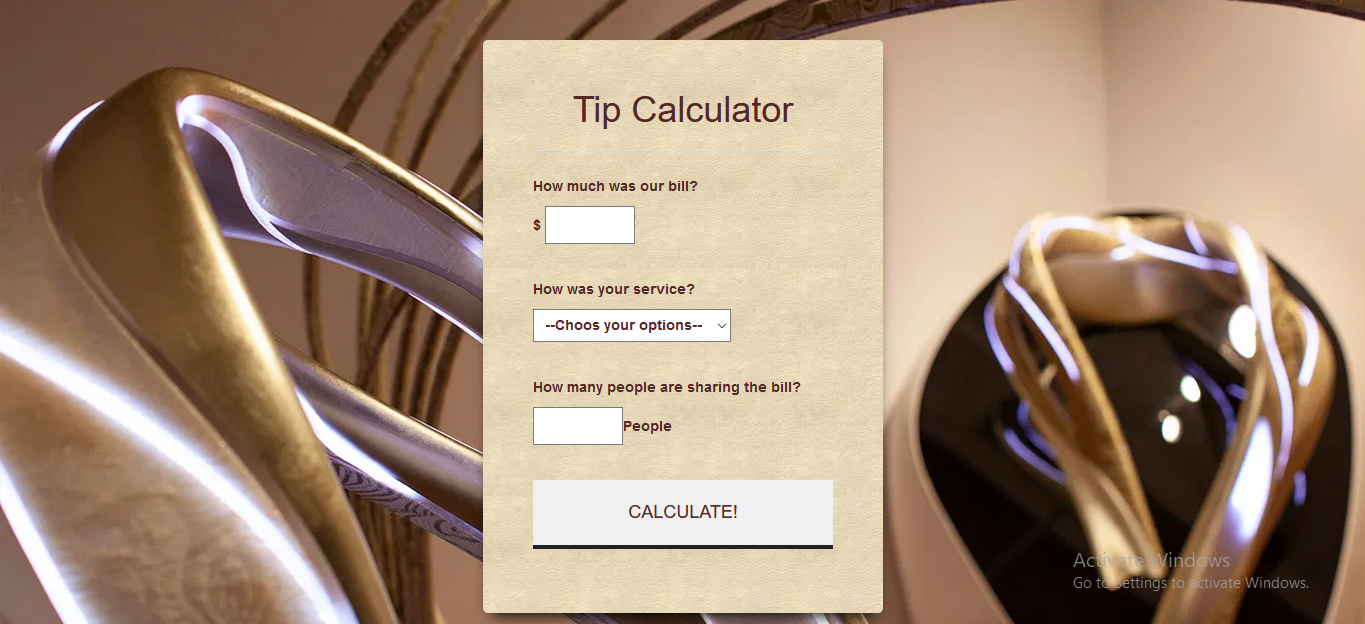 Tip Calculator
How much was our bill?
$
How was your service?
--Choos your options--
How many people are sharing the bill?
People
CALCULATE!
Activate Windows
Go to Settings to activate Windows.